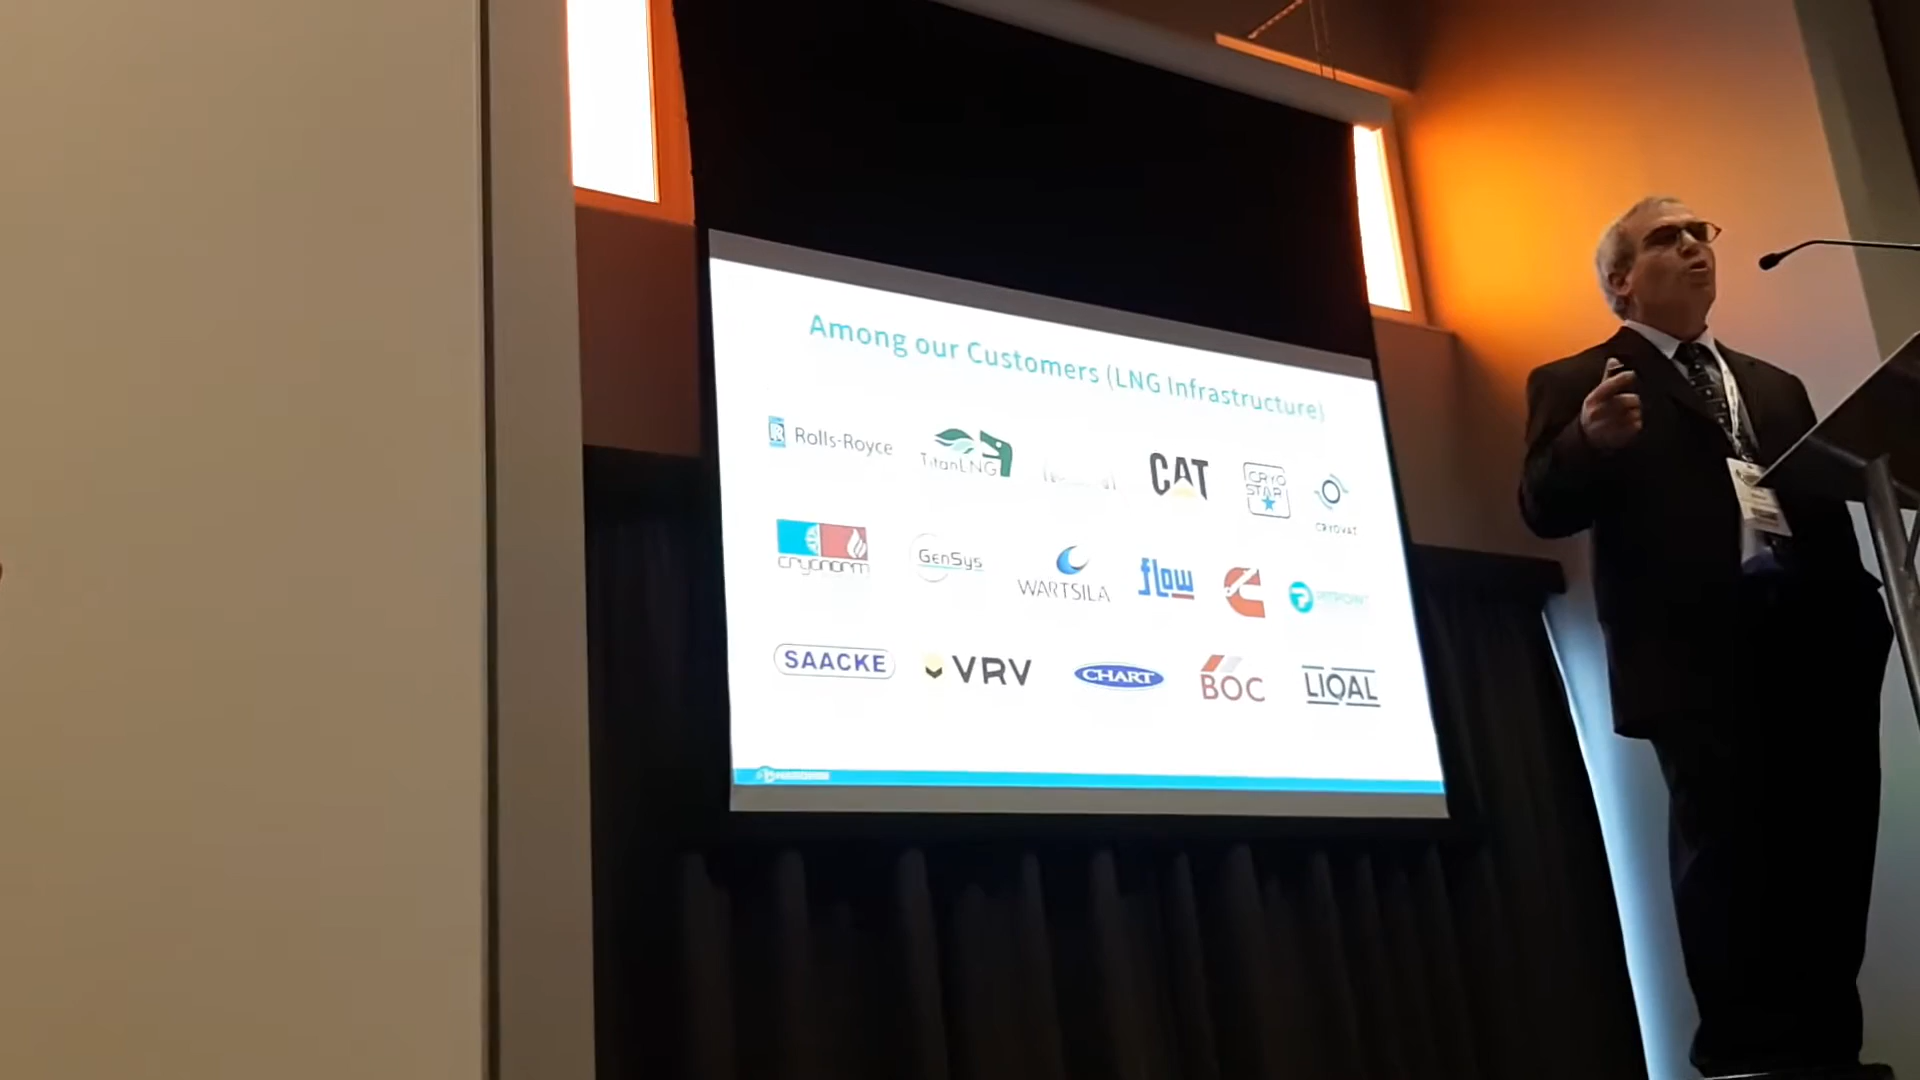 Among our Customers (LNG Infrastructure)
Rolls-Royce
TitanLNG
CAT
CRYO STAR
CRYOVAT
cryonorm
GenSys
WARTSILA
flow
SAACKE
VRV
CHART
BOC
LIQAL